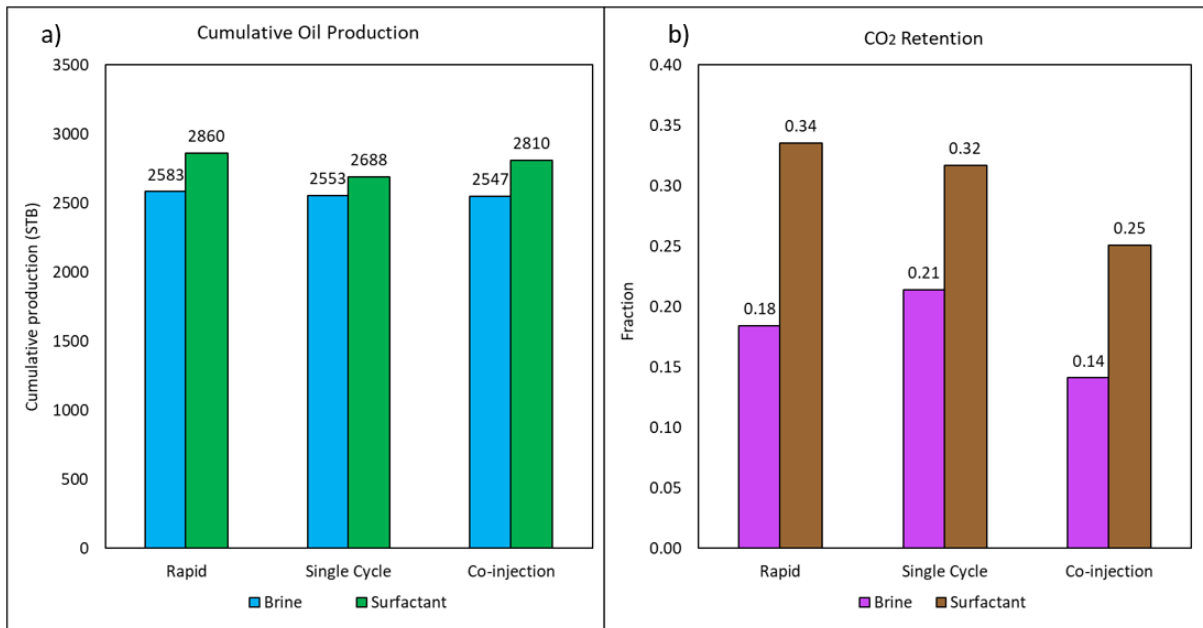 a)
Cumulative Oil Production
Cumulative production (STB)
3500
3000
2500
2000
1500
1000
500
0
2583
2860
2553
2688
2547
2810
Rapid
Single Cycle
Co-injection
Brine
Surfactant
b)
CO2 Retention
Fraction
0.40
0.35
0.30
0.25
0.20
0.15
0.10
0.05
0.00
0.18
0.34
0.21
0.32
0.14
0.25
Rapid
Single Cycle
Co-injection
Brine
Surfactant